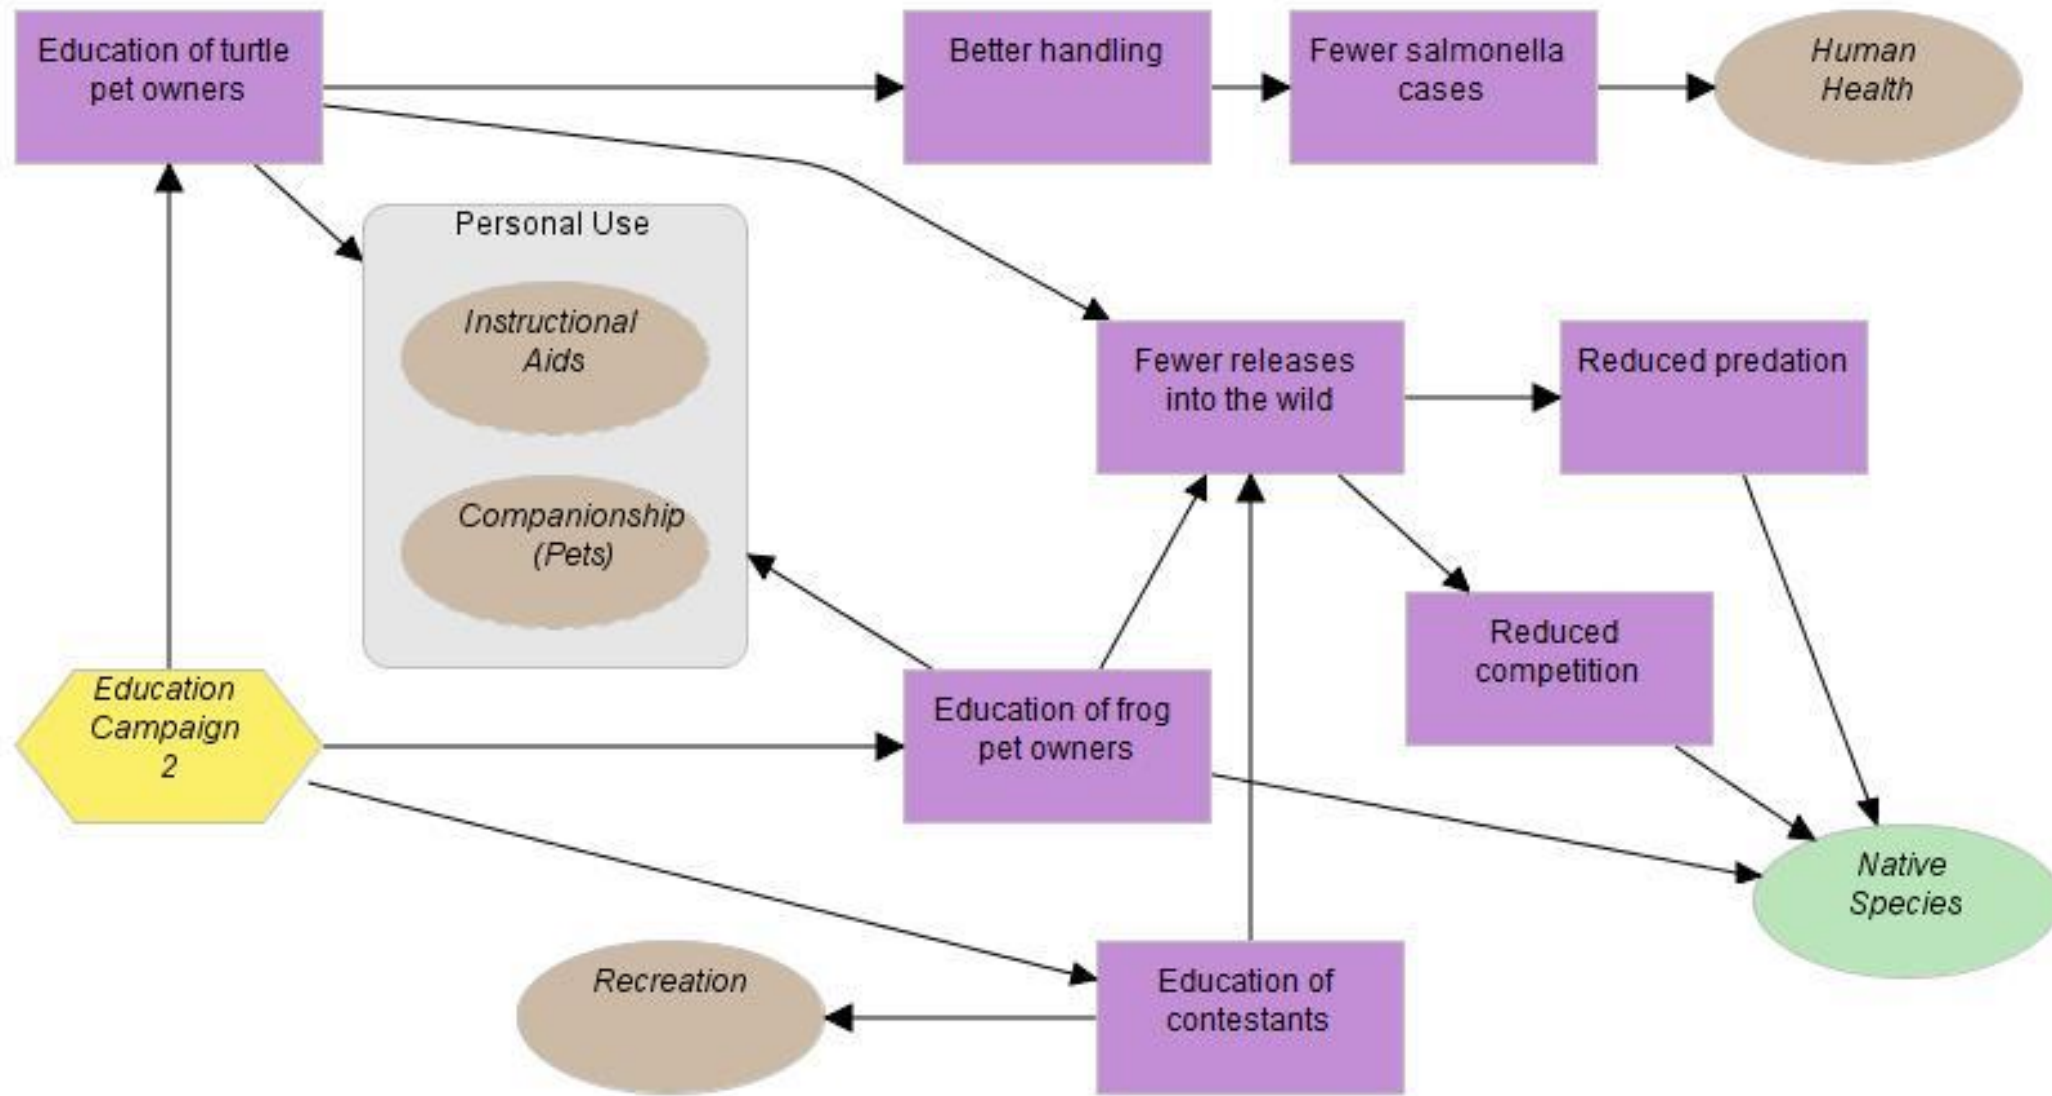 Education of turtle
pet owners
Better handling
Fewer salmonella
cases
Human
Health
Personal Use
Instructional
Aids
Companionship
(Pets)
Fewer releases
into the wild
Reduced predation
Reduced
competition
Education
Campaign
2
Education of frog
pet owners
Native
Species
Recreation
Education of
contestants